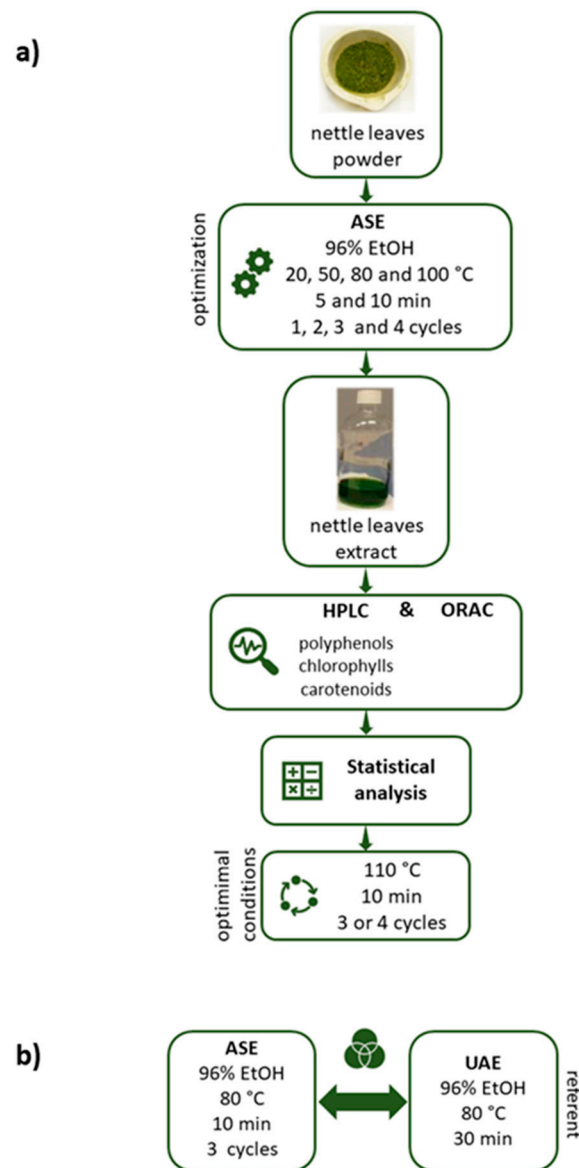 a)
nettle leaves
powder
optimization
ASE
96% EtOH
20, 50, 80 and 100 °C
5 and 10 min
1, 2, 3 and 4 cycles
nettle leaves
extract
HPLC & ORAC
polyphenols
chlorophylls
carotenoids
Statistical
analysis
optimimal
conditions
110 °C
10 min
3 or 4 cycles
b)
ASE
96% EtOH
80 °C
10 min
3 cycles
UAE
96% EtOH
80 °C
30 min
referent